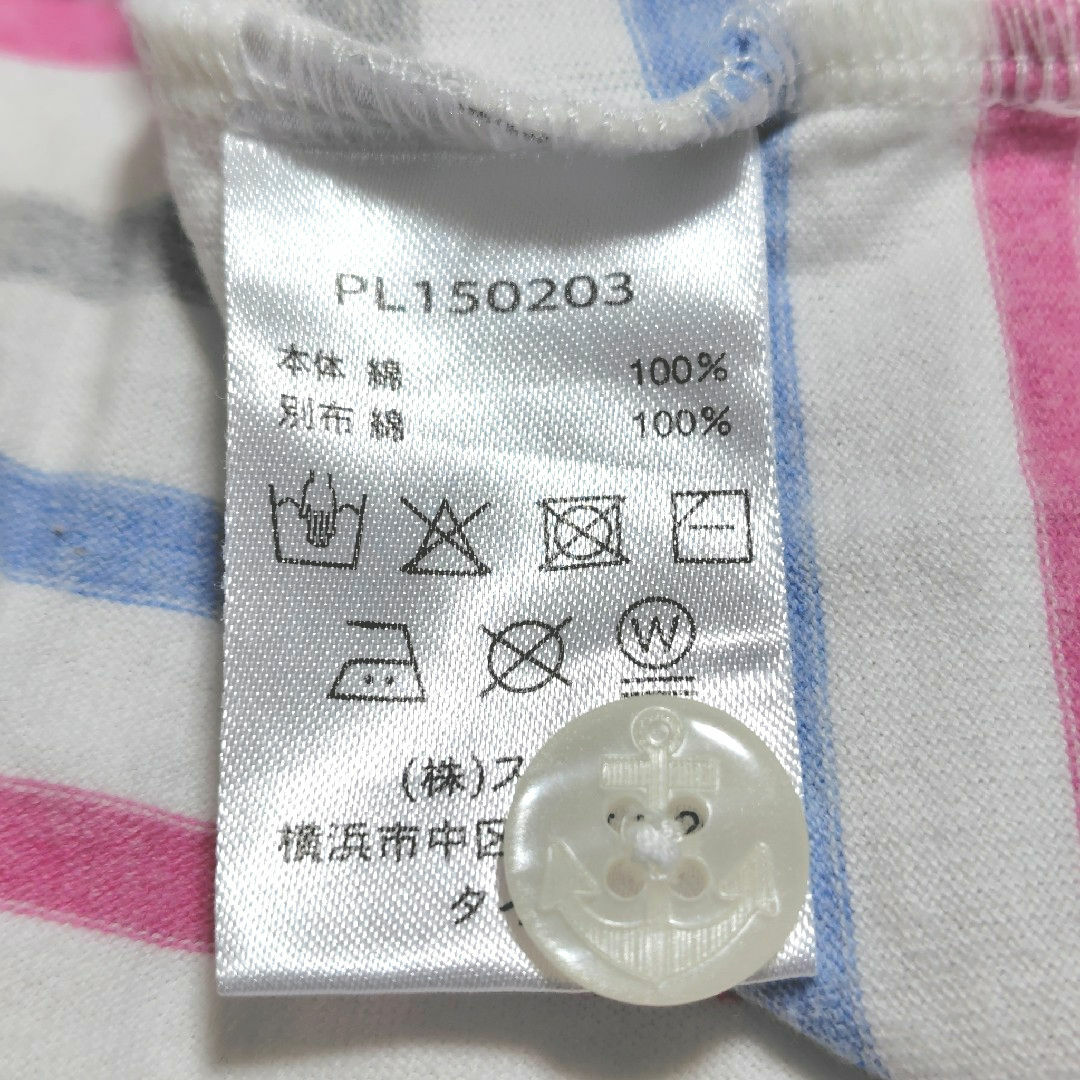 PL150203
本体 綿 100%
別布 綿 100%
W
(株)ス
横浜市中区
タ